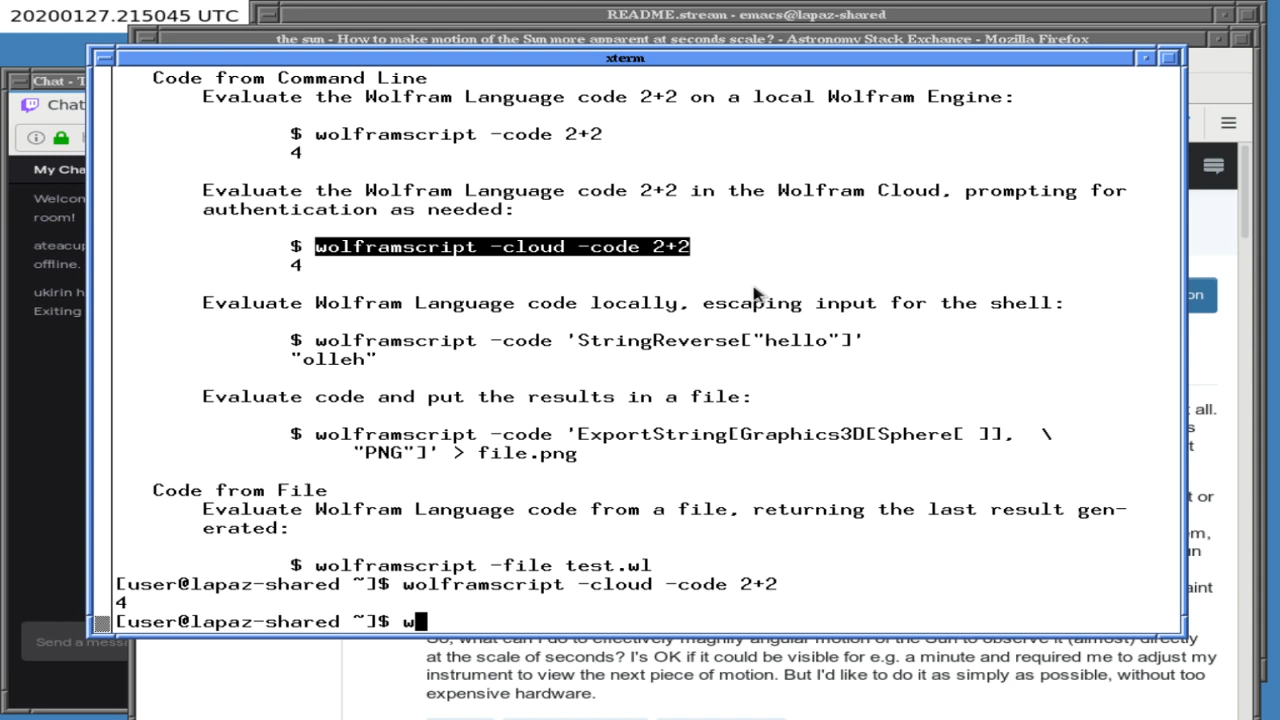 20200127.215045 UTC
README.stream - emacs@lapaz-shared
the sun - How to make motion of the Sun more apparent at seconds scale? - Astronomy Stack Exchange - Mozilla Firefox
xterm
Chat - T
Chat
My Cha
Welcom
room!
ateacup
offline.
ukirin h
Exiting
Send a messa
Code from Command Line
Evaluate the Wolfram Language code 2+2 on a local Wolfram Engine:
$ wolframscript -code 2+2
4
Evaluate the Wolfram Language code 2+2 in the Wolfram Cloud, prompting for
authentication as needed:
$ wolframscript -cloud -code 2+2
4
Evaluate Wolfram Language code locally, escaping input for the shell:
$ wolframscript -code 'StringReverse["hello"]'
"olleh"
Evaluate code and put the results in a file:
$ wolframscript -code 'ExportString[Graphics3D[Sphere[ ]], \
"PNG"]' > file.png
Code from File
Evaluate Wolfram Language code from a file, returning the last result gen-
erated:
$ wolframscript -file test.wl
[user@lapaz-shared ~]$ wolframscript -cloud -code 2+2
4
[user@lapaz-shared ~]$ w
on
all.
t or
m,
aint
So, what can I do to effectively magnify angular motion of the Sun to observe it (almost) directly
at the scale of seconds? I's OK if it could be visible for e.g. a minute and required me to adjust my
instrument to view the next piece of motion. But I'd like to do it as simply as possible, without too
expensive hardware.